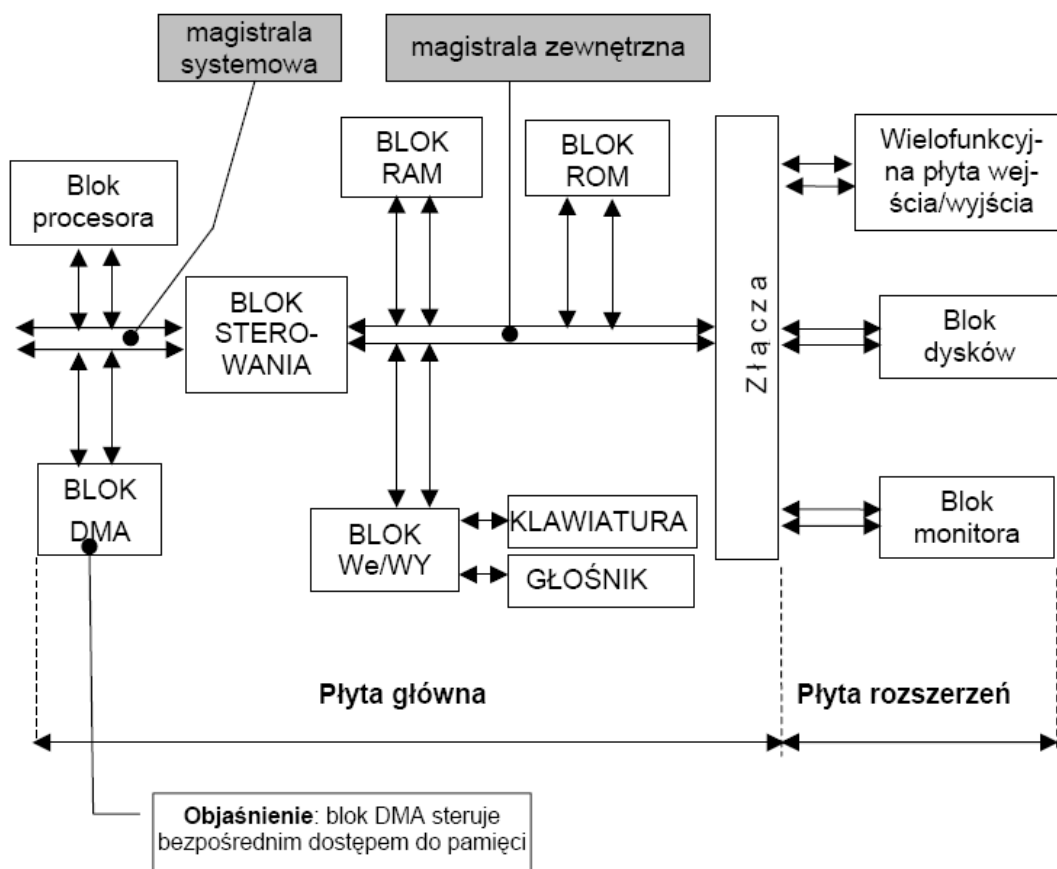 magistrala
systemowa
magistrala zewnętrzna
BLOK
RAM
BLOK
ROM
Wielofunkcyj-
na płyta wej-
ścia/wyjścia
Blok
procesora
BLOK
STERO-
WANIA
Złącza
Blok
dysków
BLOK
DMA
BLOK
We/WY
KLAWIATURA
GŁOŚNIK
Blok
monitora
Płyta główna
Płyta rozszerzeń
Objaśnienie: blok DMA steruje
bezpośrednim dostępem do pamięci